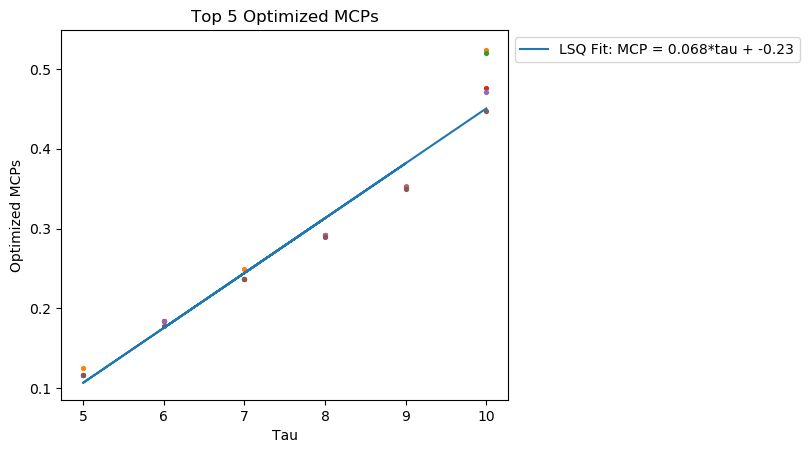 Top 5 Optimized MCPs
LSQ Fit: MCP = 0.068*tau + -0.23
Optimized MCPs
0.5
0.4
0.3
0.2
0.1
5 6 7 8 9 10
Tau